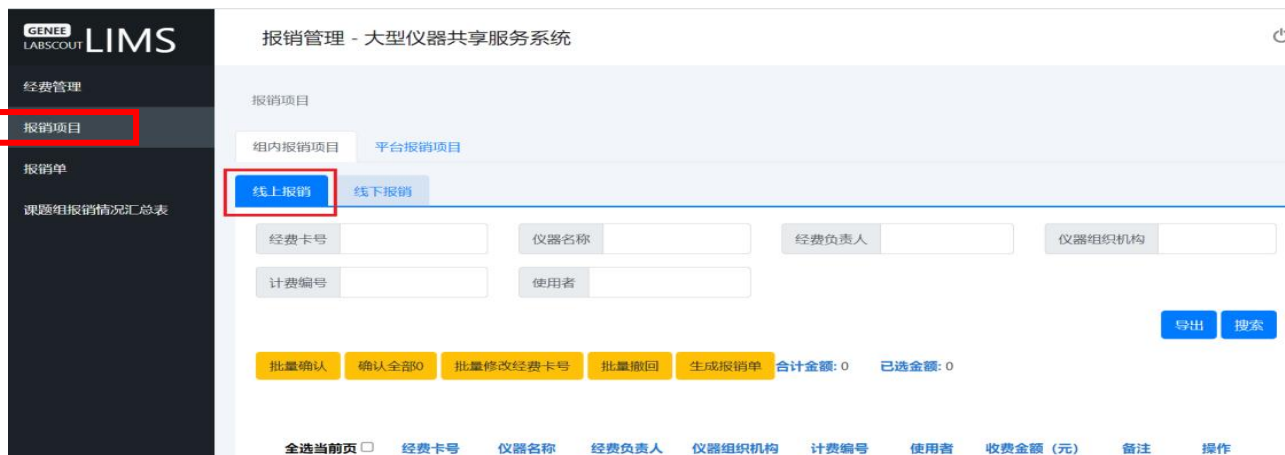 GENEE
LABSCOUT LIMS
报销管理 - 大型仪器共享服务系统
经费管理
报销项目
报销单
课题组报销情况汇总表
报销项目
组内报销项目 平台报销项目
线上报销 线下报销
经费卡号 仪器名称 经费负责人 仪器组织机构
计费编号 使用者
导出 搜索
批量确认 确认全部0 批量修改经费卡号 批量撤回 生成报销单 合计金额: 0 已选金额: 0
全选当前页 经费卡号 仪器名称 经费负责人 仪器组织机构 计费编号 使用者 收费金额（元） 备注 操作